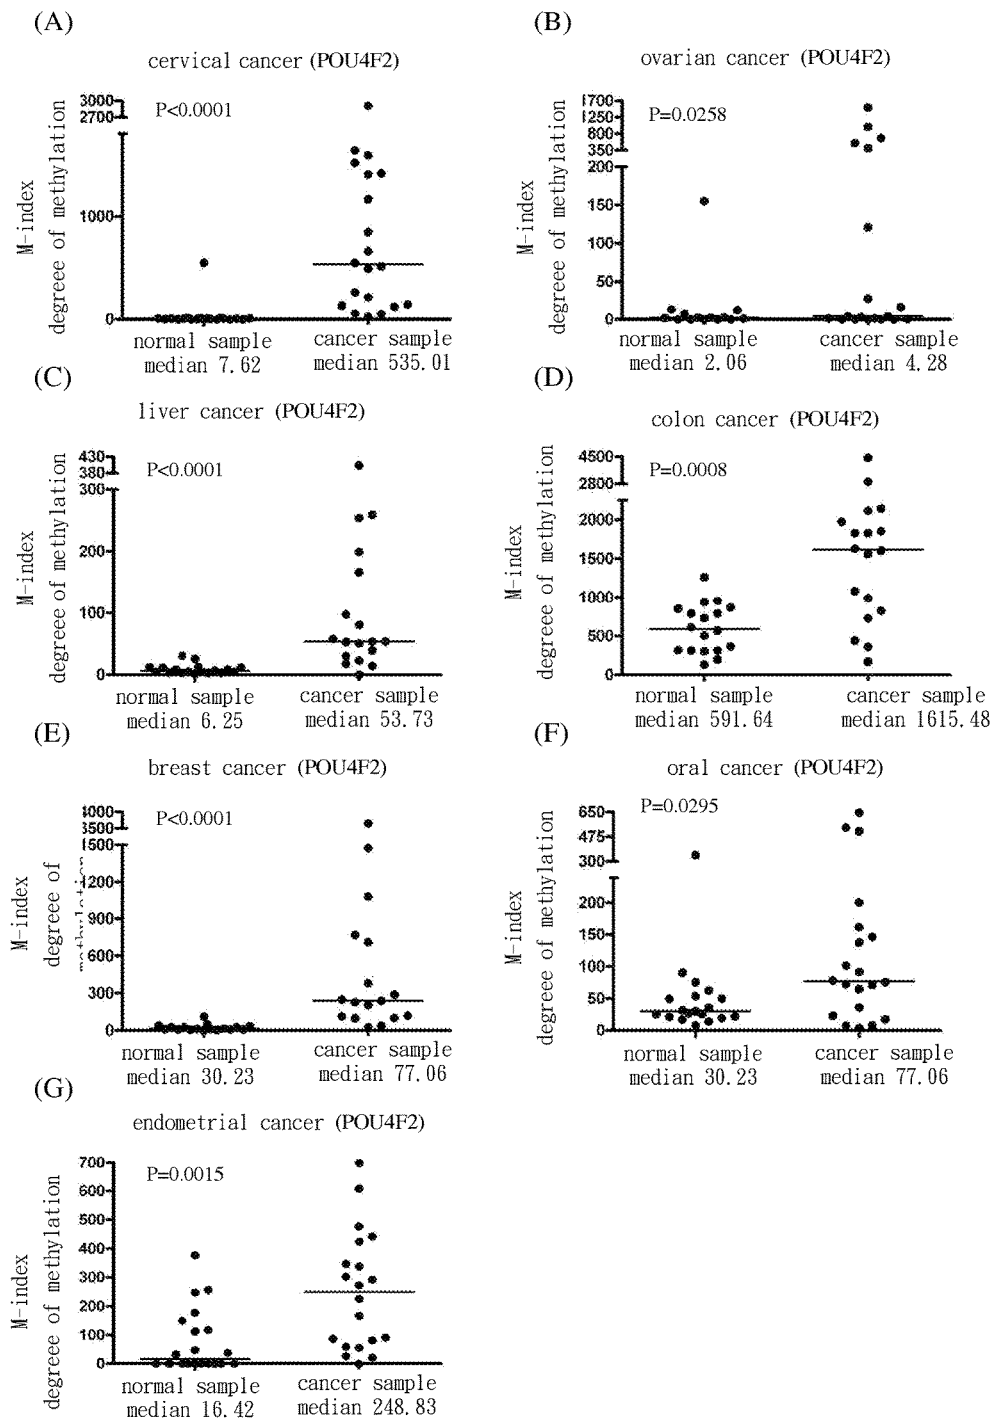 (A)
cervical cancer (POU4F2)
P<0.0001
M-index
degreee of methylation
3000
2700
1000
0
normal sample
median 7.62
cancer sample
median 535.01
(B)
ovarian cancer (POU4F2)
P=0.0258
M-index
degreee of methylation
1700
1250
800
350
200
150
100
50
0
normal sample
median 2.06
cancer sample
median 4.28
(C)
liver cancer (POU4F2)
P<0.0001
M-index
degreee of methylation
430
380
300
200
100
0
normal sample
median 6.25
cancer sample
median 53.73
(D)
colon cancer (POU4F2)
P=0.0008
M-index
degreee of methylation
4500
2800
2000
1500
1000
500
0
normal sample
median 591.64
cancer sample
median 1615.48
(E)
breast cancer (POU4F2)
P<0.0001
M-index
degreee of
methylation
1500
1200
900
600
300
0
normal sample
median 30.23
cancer sample
median 77.06
(F)
oral cancer (POU4F2)
P=0.0295
M-index
degreee of methylation
650
475
300
200
150
100
50
0
normal sample
median 30.23
cancer sample
median 77.06
(G)
endometrial cancer (POU4F2)
P=0.0015
M-index
degreee of methylation
700
600
500
400
300
200
100
0
normal sample
median 16.42
cancer sample
median 248.83